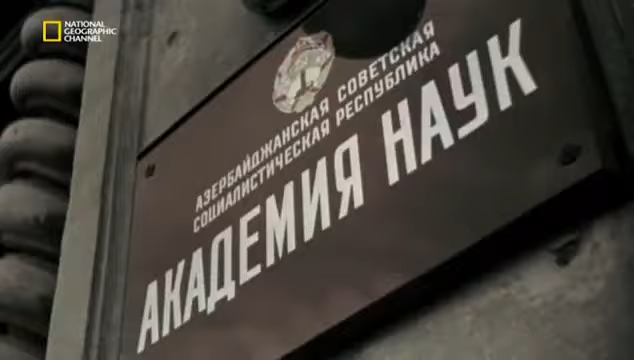 NATIONAL
GEOGRAPHIC
CHANNEL
АЗЕРБАЙДЖАНСКАЯ СОВЕТСКАЯ
СОЦИАЛИСТИЧЕСКАЯ РЕСПУБЛИКА
АКАДЕМИЯ НАУК